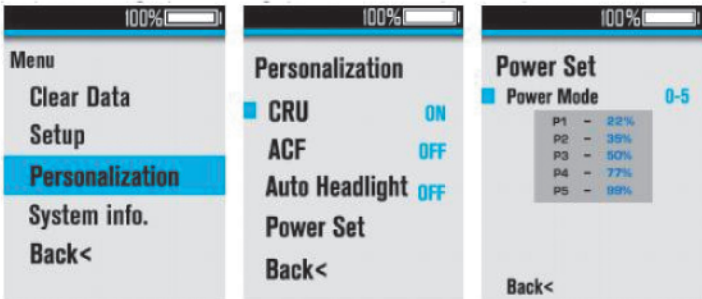 100%
Menu
Clear Data
Setup
Personalization
System info.
Back<
100%
Personalization
CRU ON
ACF OFF
Auto Headlight OFF
Power Set
Back<
100%
Power Set
Power Mode 0-5
P1 - 22%
P2 - 35%
P3 - 50%
P4 - 77%
P5 - 99%
Back<